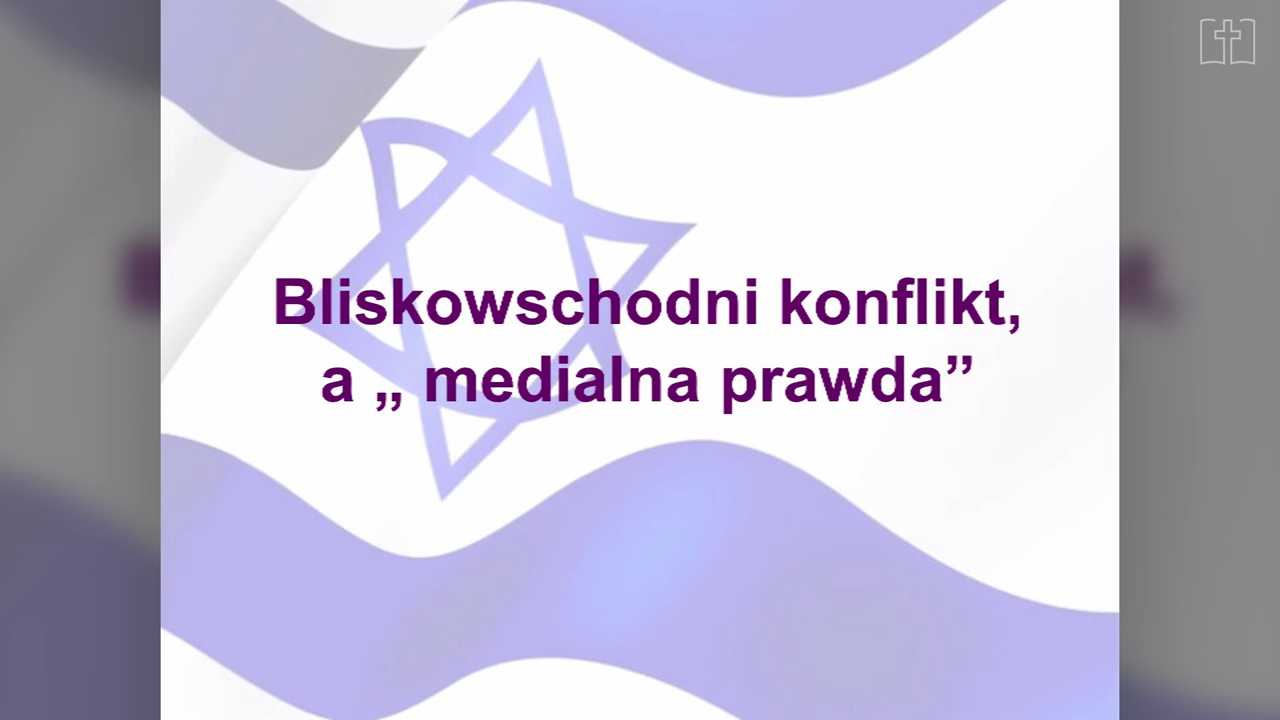 Bliskowschodni konflikt,
a „ medialna prawda”